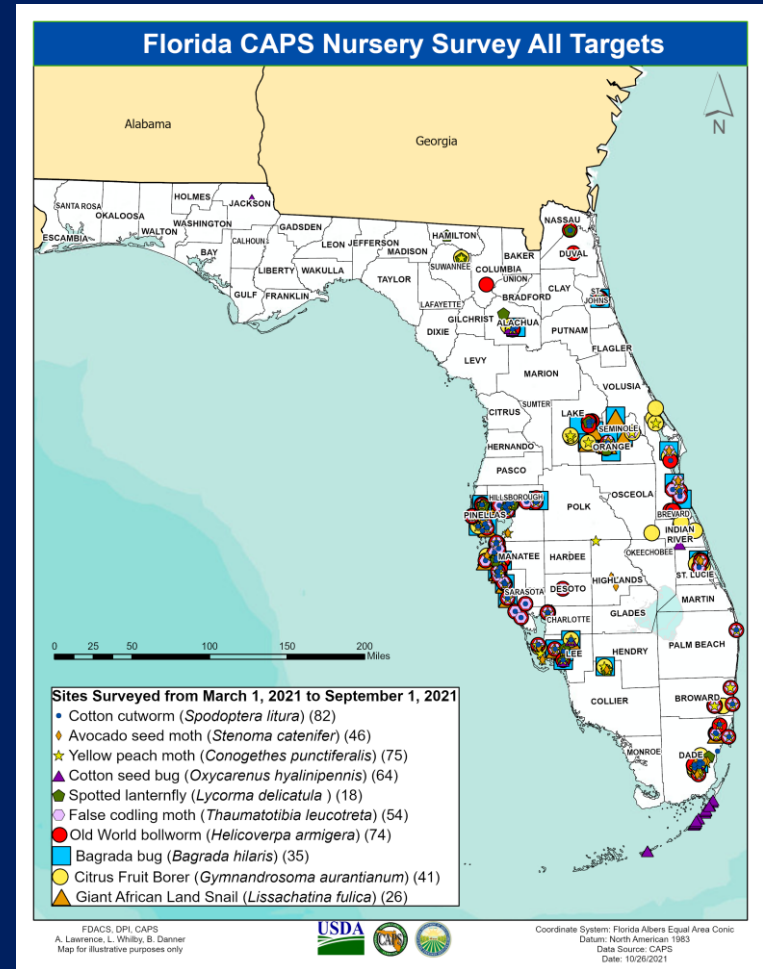 Florida CAPS Nursery Survey All Targets
Alabama
Georgia
N
HOLMES
JACKSON
SANTA ROSA
OKALOOSA
WASHINGTON
GADSDEN
NASSAU
ESCAMBIA
WALTON
CALHOUN
LEON
JEFFERSON
HAMILTON
BAY
MADISON
BAKER
DUVAL
LIBERTY
WAKULLA
SUWANNEE
COLUMBIA
TAYLOR
UNION
CLAY
ST. JOHNS
GULF
FRANKLIN
LAFAYETTE
BRADFORD
GILCHRIST
ALACHUA
DIXIE
PUTNAM
FLAGLER
LEVY
MARION
VOLUSIA
SUMTER
CITRUS
LAKE
SEMINOLE
HERNANDO
ORANGE
PASCO
HILLSBOROUGH
OSCEOLA
POLK
PINELLAS
BREVARD
INDIAN RIVER
MANATEE
HARDEE
OKEECHOBEE
HIGHLANDS
ST. LUCIE
SARASOTA
DESOTO
MARTIN
CHARLOTTE
GLADES
LEE
HENDRY
PALM BEACH
COLLIER
BROWARD
MONROE
DADE
0 25 50 100 150 200
Miles
Sites Surveyed from March 1, 2021 to September 1, 2021
Cotton cutworm (Spodoptera litura) (82)
Avocado seed moth (Stenoma catenifer) (46)
Yellow peach moth (Conogethes punctiferalis) (75)
Cotton seed bug (Oxycarenus hyalinipennis) (64)
Spotted lanternfly (Lycorma delicatula ) (18)
False codling moth (Thaumatotibia leucotreta) (54)
Old World bollworm (Helicoverpa armigera) (74)
Bagrada bug (Bagrada hilaris) (35)
Citrus Fruit Borer (Gymnandrosoma aurantianum) (41)
Giant African Land Snail (Lissachatina fulica) (26)
FDACS, DPI, CAPS
A. Lawrence, L. Whilby, B. Danner
Map for illustrative purposes only
USDA
CAPS
Coordinate System: Florida Albers Equal Area Conic
Datum: North American 1983
Data Source: CAPS
Date: 10/26/2021